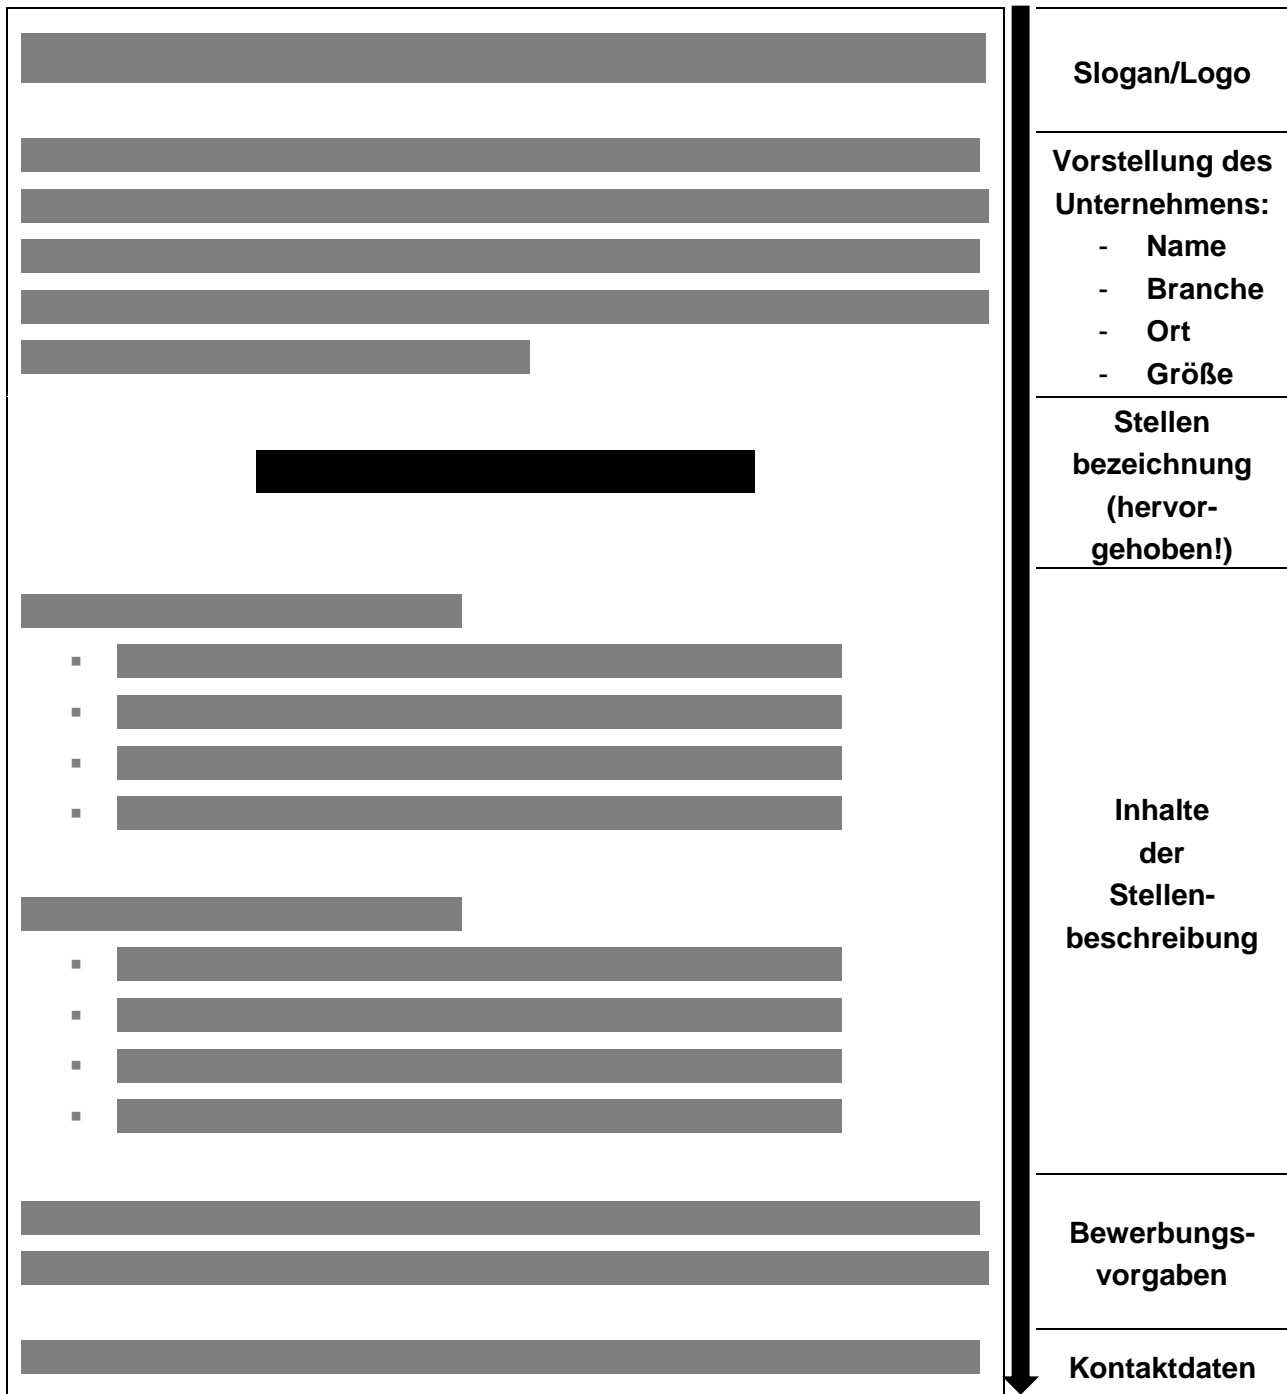 Slogan/Logo
Vorstellung des
Unternehmens:
- Name
- Branche
- Ort
- Größe
Stellen
bezeichnung
(hervor-
gehoben!)
Inhalte
der
Stellen-
beschreibung
Bewerbungs-
vorgaben
Kontaktdaten